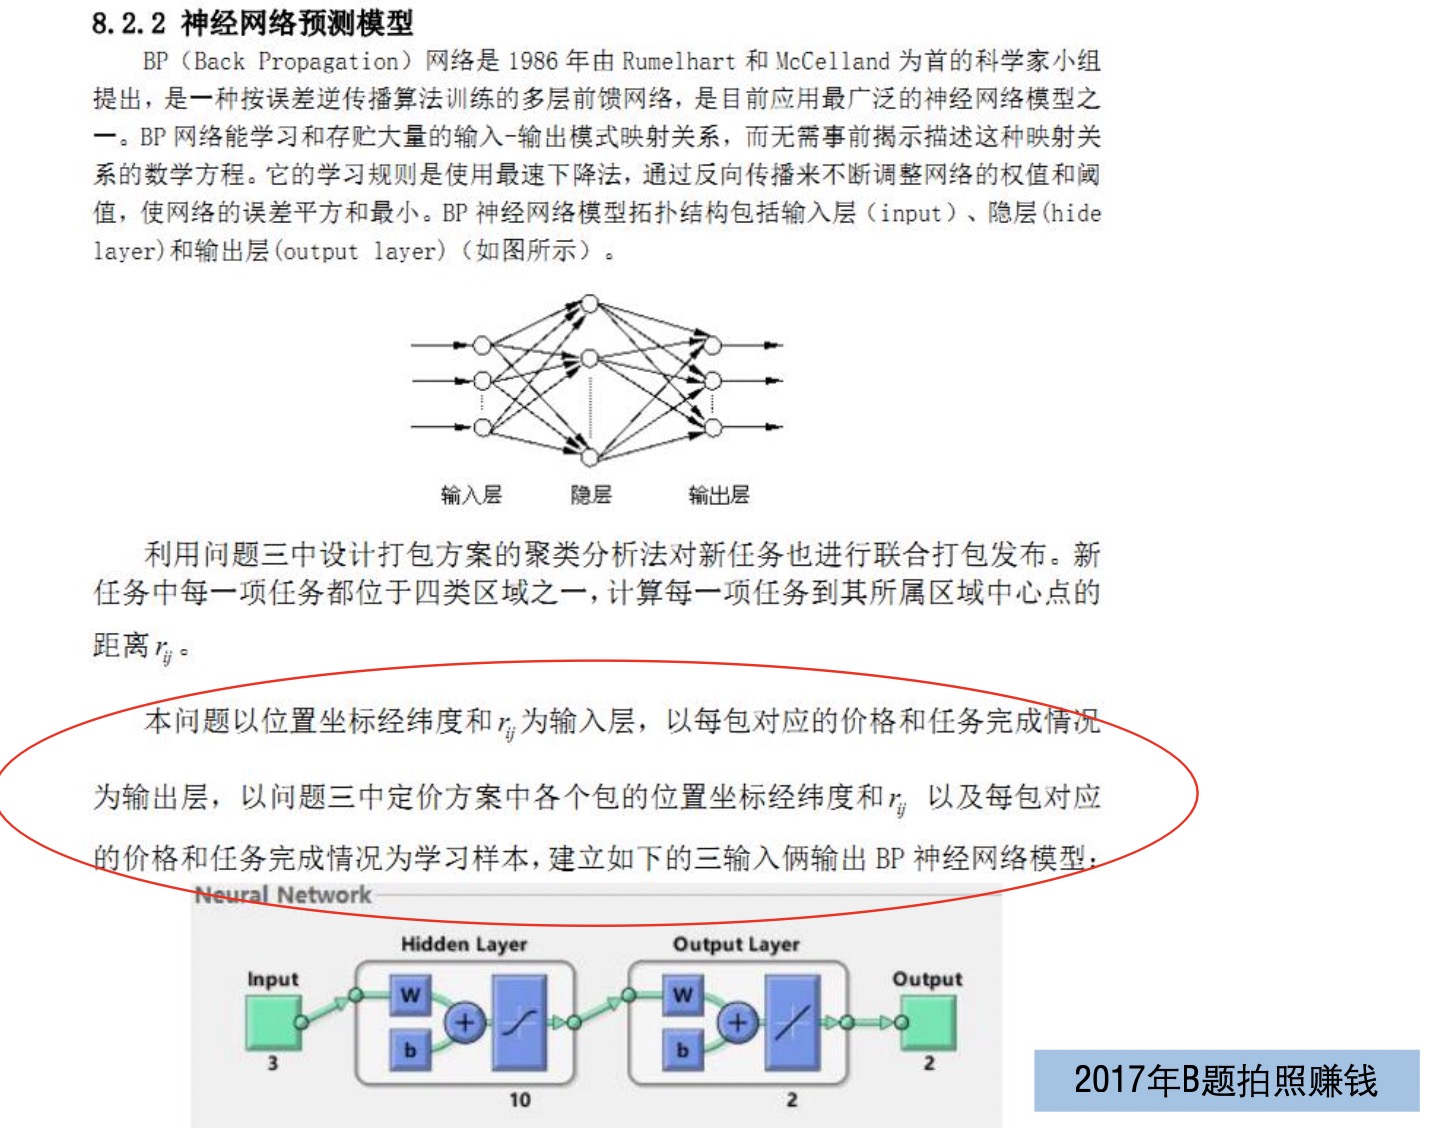 8.2.2 神经网络预测模型
BP（Back Propagation）网络是 1986 年由 Rumelhart 和 McCelland 为首的科学家小组
提出，是一种按误差逆传播算法训练的多层前馈网络，是目前应用最广泛的神经网络模型之
一。BP 网络能学习和存贮大量的输入-输出模式映射关系，而无需事前揭示描述这种映射关
系的数学方程。它的学习规则是使用最速下降法，通过反向传播来不断调整网络的权值和阈
值，使网络的误差平方和最小。BP 神经网络模型拓扑结构包括输入层（input）、隐层(hide
layer)和输出层(output layer)（如图所示）。
输入层 隐层 输出层
利用问题三中设计打包方案的聚类分析法对新任务也进行联合打包发布。新
任务中每一项任务都位于四类区域之一，计算每一项任务到其所属区域中心点的
距离 rij 。
本问题以位置坐标经纬度和 rij 为输入层，以每包对应的价格和任务完成情况
为输出层，以问题三中定价方案中各个包的位置坐标经纬度和 rij 以及每包对应
的价格和任务完成情况为学习样本，建立如下的三输入俩输出 BP 神经网络模型：
Neural Network
Hidden Layer Output Layer
Input Output
W W
+ +
b b
3 2
10 2
2017年B题拍照赚钱